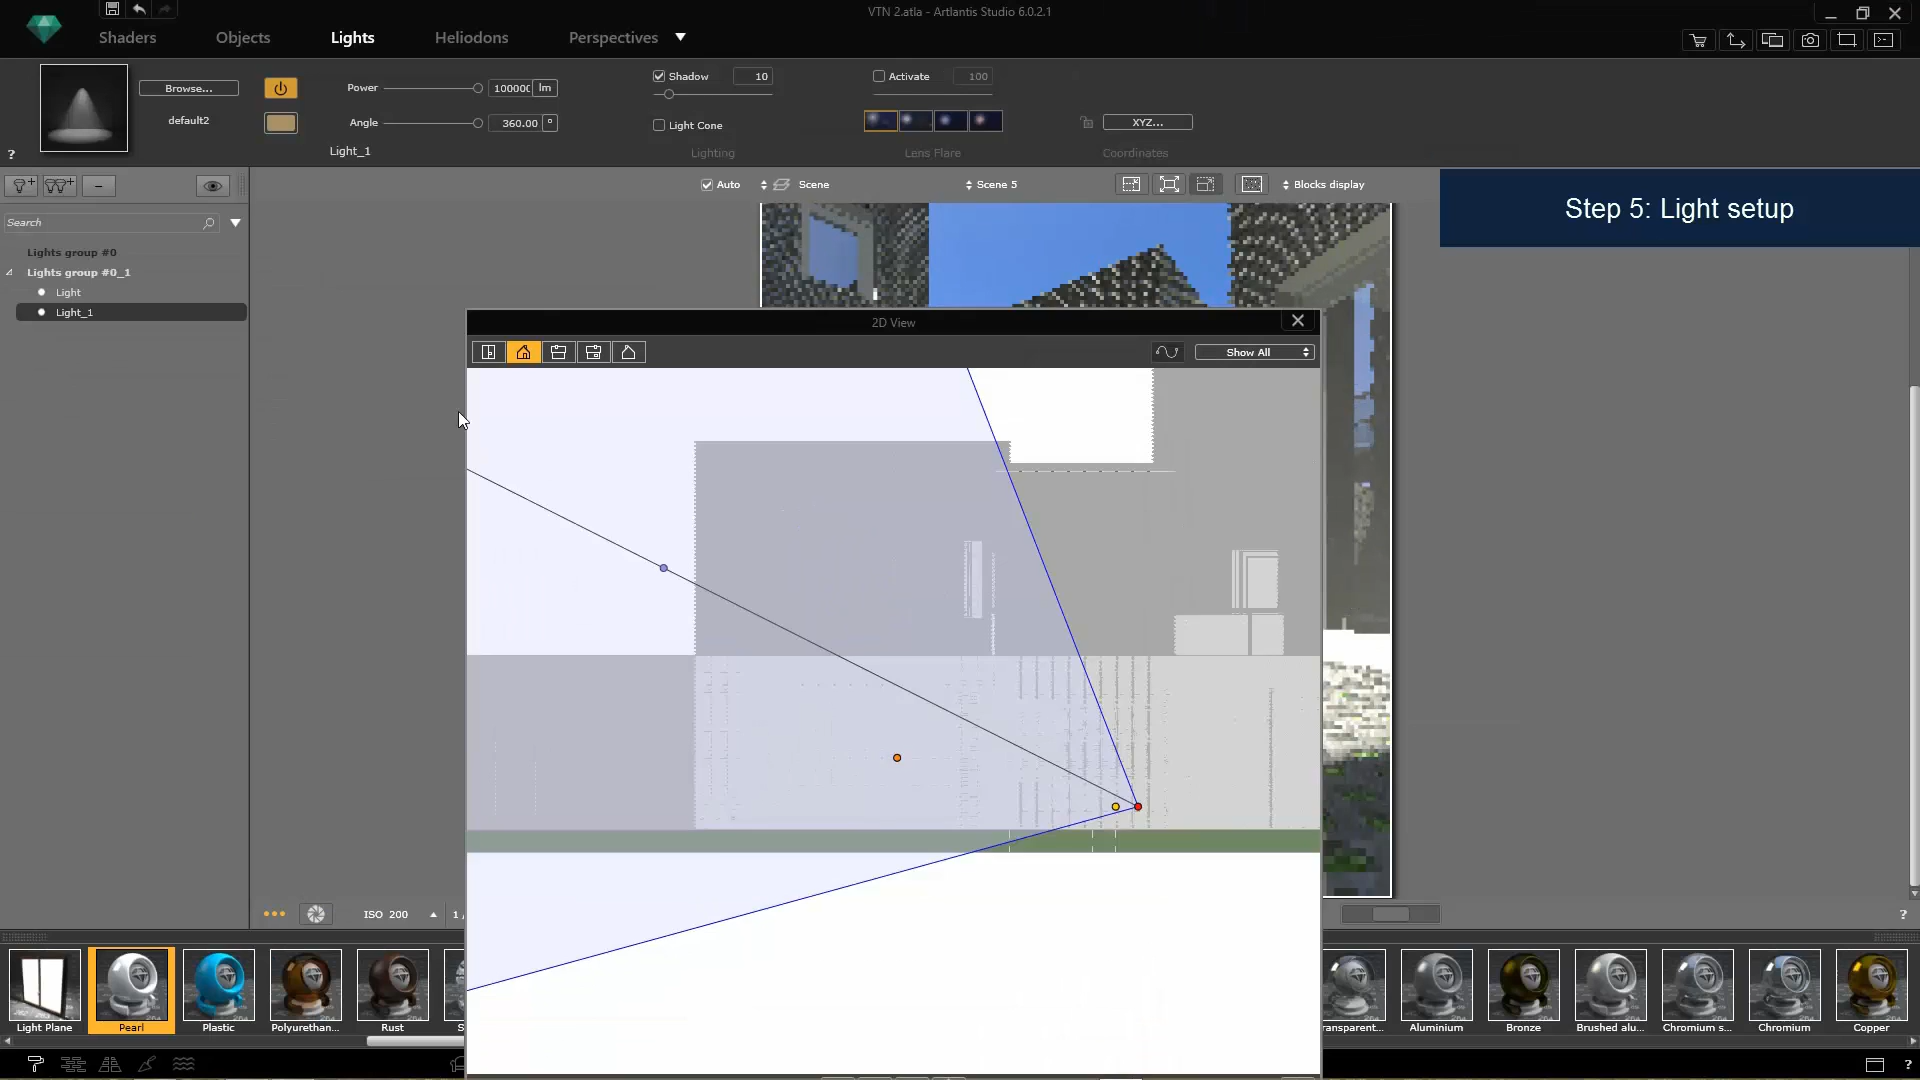 VTN 2.atla - Artlantis Studio 6.0.2.1
Shaders
Objects
Lights
Heliodons
Perspectives
Browse...
default2
Power
100000
lm
Angle
360.00 °
Light_1
Shadow
10
Light Cone
Lighting
Activate
100
Lens Flare
XYZ...
Coordinates
?
Auto
Scene
Scene 5
Blocks display
Step 5: Light setup
Search
Lights group #0
Lights group #0_1
Light
Light_1
2D View
Show All
ISO 200
1 /
?
Light Plane
Pearl
Plastic
Polyurethan...
Rust
ransparent...
Aluminium
Bronze
Brushed alu...
Chromium s...
Chromium
Copper
?